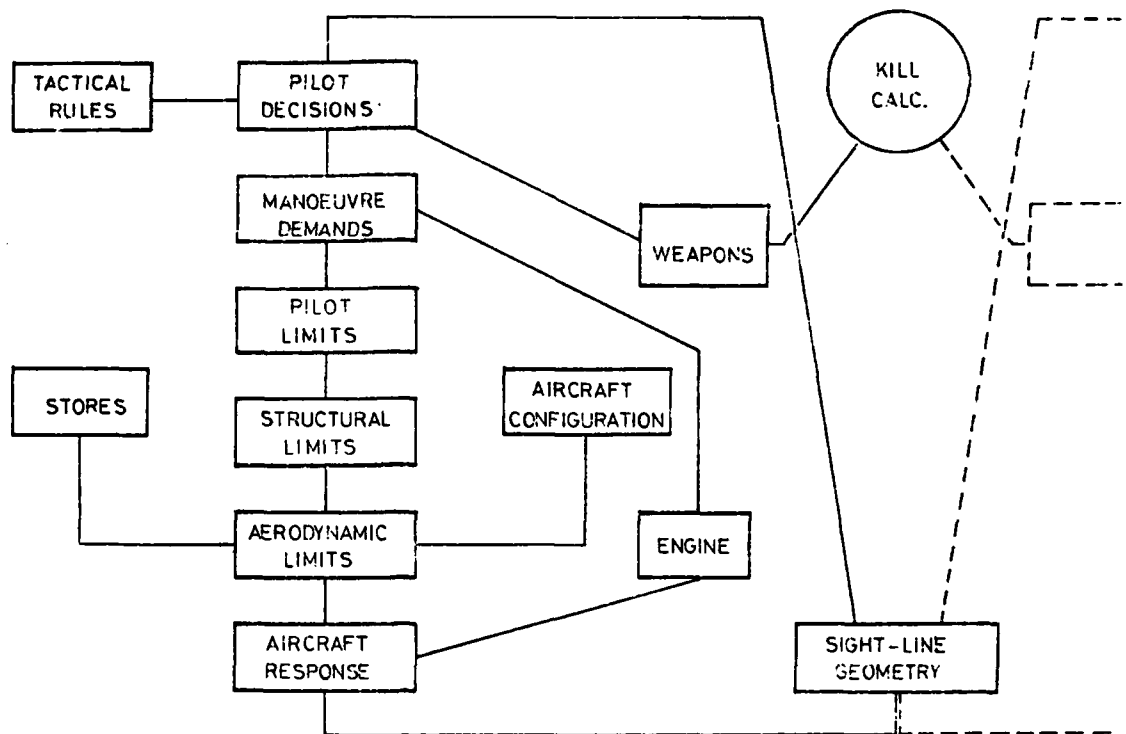 TACTICAL
RULES
PILOT
DECISIONS
KILL
CALC.
MANOEUVRE
DEMANDS
WEAPONS
PILOT
LIMITS
STORES
STRUCTURAL
LIMITS
AIRCRAFT
CONFIGURATION
AERODYNAMIC
LIMITS
ENGINE
AIRCRAFT
RESPONSE
SIGHT-LINE
GEOMETRY